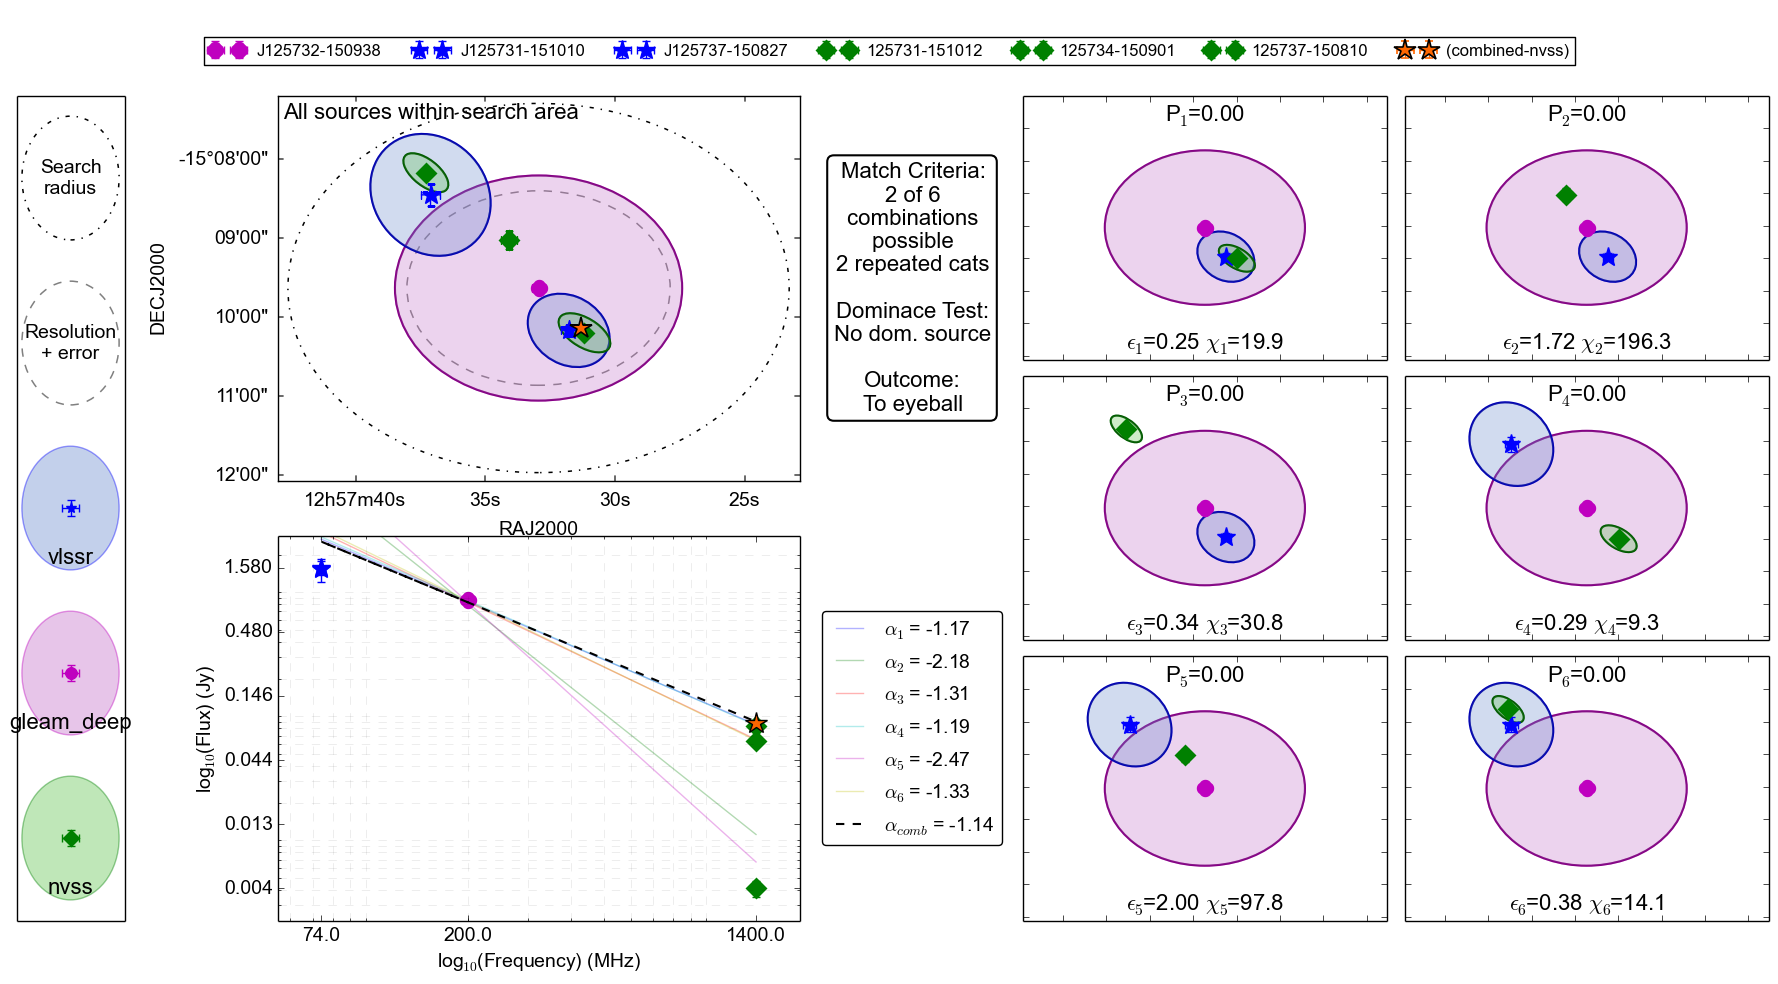 J125732-150938 J125731-151010 J125737-150827 125731-151012 125734-150901 125737-150810 (combined-nvss)
Search
radius
Resolution
+ error
vlssr
gleam_deep
nvss
All sources within search area
DECJ2000
-15°08'00"
09'00"
10'00"
11'00"
12'00"
12h57m40s 35s 30s 25s
RAJ2000
Match Criteria:
2 of 6
combinations
possible
2 repeated cats
Dominace Test:
No dom. source
Outcome:
To eyeball
log₁₀(Flux) (Jy)
1.580
0.480
0.146
0.044
0.013
0.004
74.0 200.0 1400.0
log₁₀(Frequency) (MHz)
α₁ = -1.17
α₂ = -2.18
α₃ = -1.31
α₄ = -1.19
α₅ = -2.47
α₆ = -1.33
α_comb = -1.14
P₁=0.00
ϵ₁=0.25 χ₁=19.9
P₂=0.00
ϵ₂=1.72 χ₂=196.3
P₃=0.00
ϵ₃=0.34 χ₃=30.8
P₄=0.00
ϵ₄=0.29 χ₄=9.3
P₅=0.00
ϵ₅=2.00 χ₅=97.8
P₆=0.00
ϵ₆=0.38 χ₆=14.1